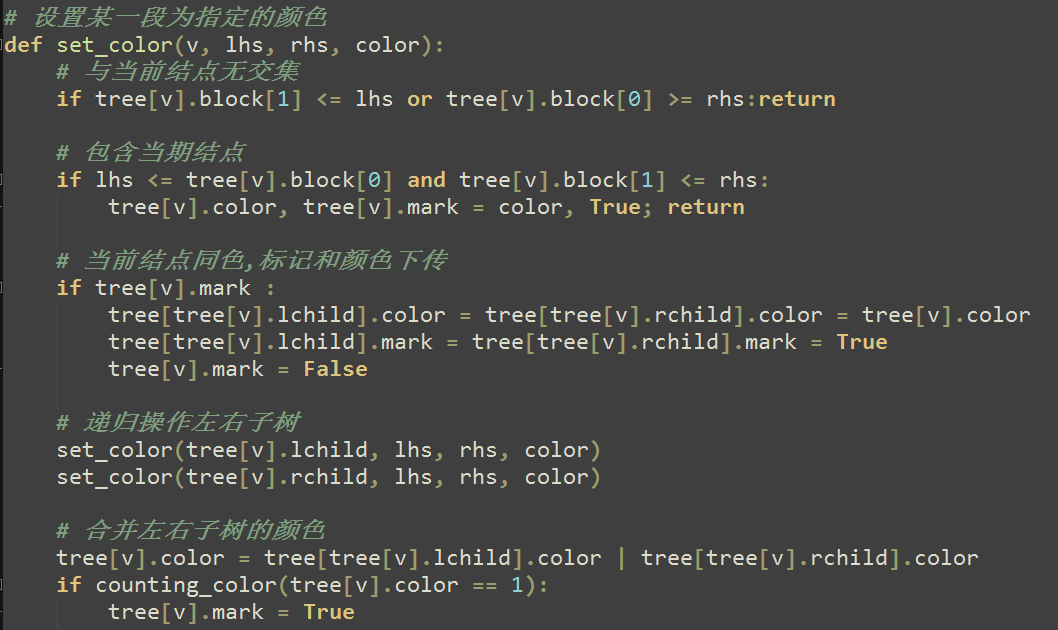 # 设置某一段为指定的颜色
def set_color(v, lhs, rhs, color):
# 与当前结点无交集
if tree[v].block[1] <= lhs or tree[v].block[0] >= rhs:return
# 包含当期结点
if lhs <= tree[v].block[0] and tree[v].block[1] <= rhs:
tree[v].color, tree[v].mark = color, True; return
# 当前结点同色,标记和颜色下传
if tree[v].mark :
tree[tree[v].lchild].color = tree[tree[v].rchild].color = tree[v].color
tree[tree[v].lchild].mark = tree[tree[v].rchild].mark = True
tree[v].mark = False
# 递归操作左右子树
set_color(tree[v].lchild, lhs, rhs, color)
set_color(tree[v].rchild, lhs, rhs, color)
# 合并左右子树的颜色
tree[v].color = tree[tree[v].lchild].color | tree[tree[v].rchild].color
if counting_color(tree[v].color == 1):
tree[v].mark = True